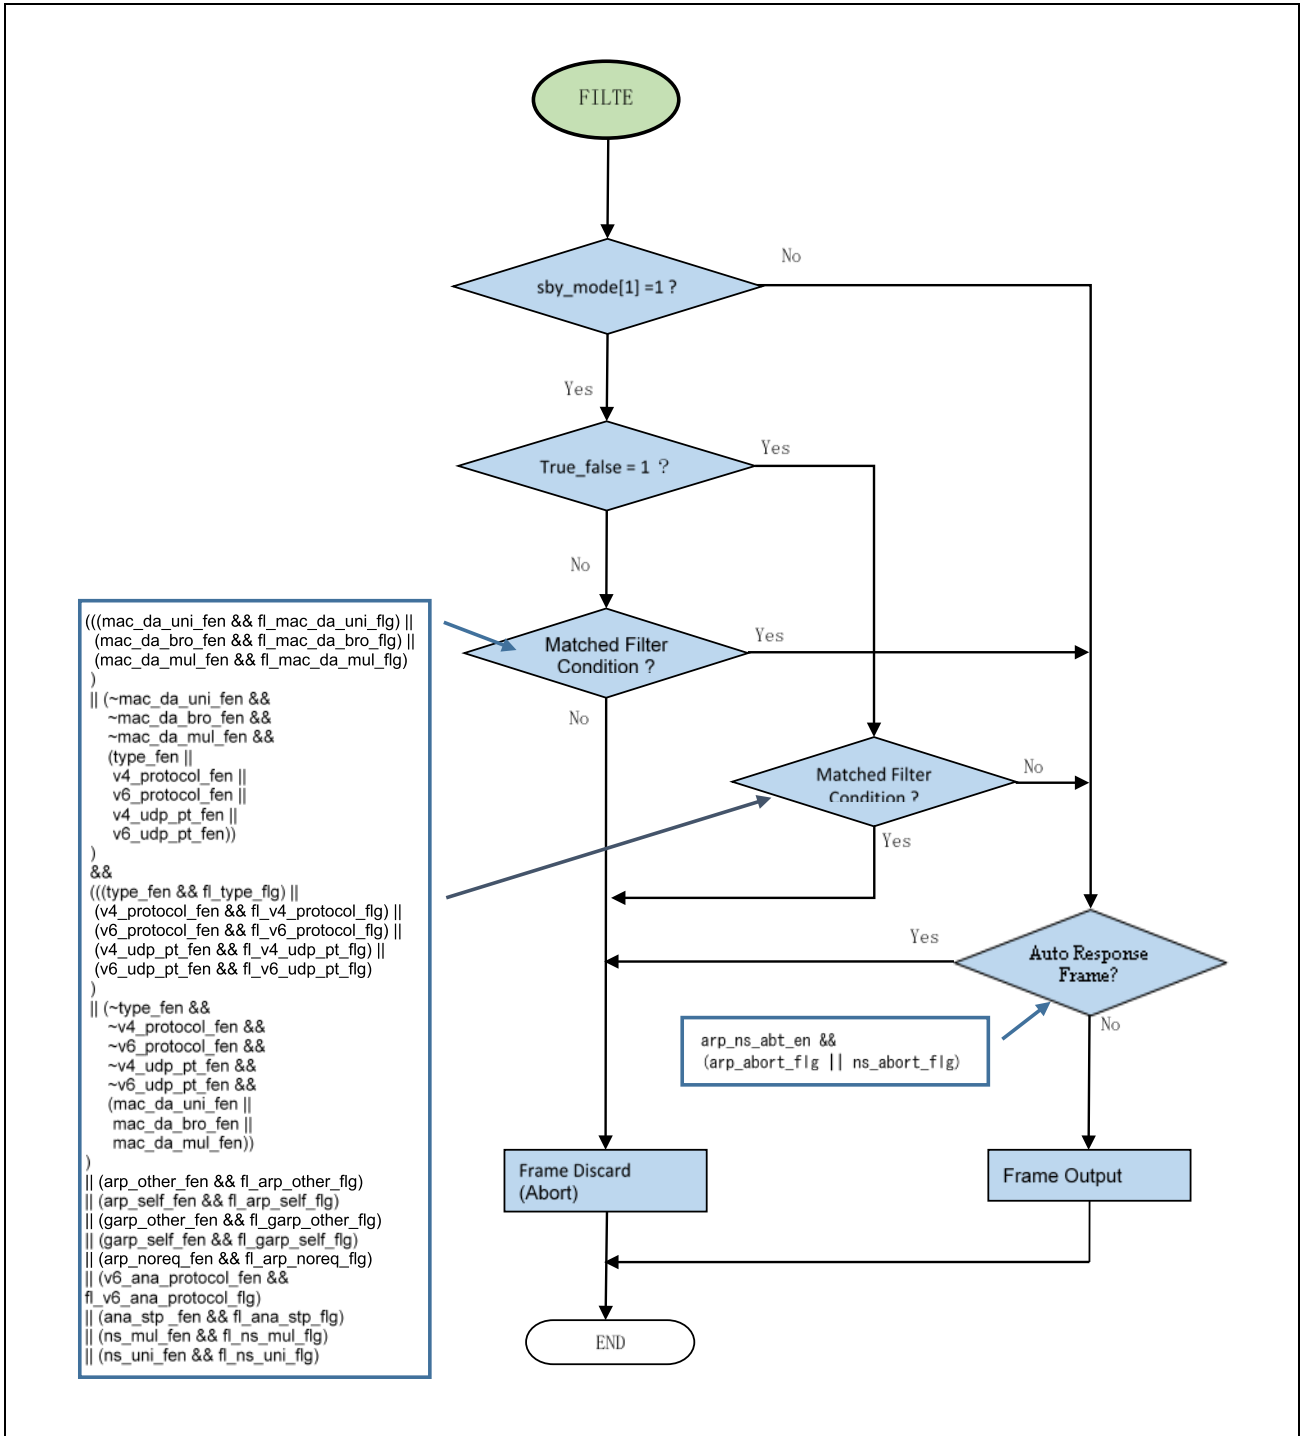 FILTE
No
sby_mode[1] =1 ?
Yes
Yes
True_false = 1 ？
No
(((mac_da_uni_fen && fl_mac_da_uni_flg) ||
(mac_da_bro_fen && fl_mac_da_bro_flg) ||
(mac_da_mul_fen && fl_mac_da_mul_flg)
)
|| (~mac_da_uni_fen &&
~mac_da_bro_fen &&
~mac_da_mul_fen &&
(type_fen ||
v4_protocol_fen ||
v6_protocol_fen ||
v4_udp_pt_fen ||
v6_udp_pt_fen))
)
&&
(((type_fen && fl_type_flg) ||
(v4_protocol_fen && fl_v4_protocol_flg) ||
(v6_protocol_fen && fl_v6_protocol_flg) ||
(v4_udp_pt_fen && fl_v4_udp_pt_flg) ||
(v6_udp_pt_fen && fl_v6_udp_pt_flg)
)
|| (~type_fen &&
~v4_protocol_fen &&
~v6_protocol_fen &&
~v4_udp_pt_fen &&
~v6_udp_pt_fen &&
(mac_da_uni_fen ||
mac_da_bro_fen ||
mac_da_mul_fen))
)
|| (arp_other_fen && fl_arp_other_flg)
|| (arp_self_fen && fl_arp_self_flg)
|| (garp_other_fen && fl_garp_other_flg)
|| (garp_self_fen && fl_garp_self_flg)
|| (arp_noreq_fen && fl_arp_noreq_flg)
|| (v6_ana_protocol_fen &&
fl_v6_ana_protocol_flg)
|| (ana_stp _fen && fl_ana_stp_flg)
|| (ns_mul_fen && fl_ns_mul_flg)
|| (ns_uni_fen && fl_ns_uni_flg)
Matched Filter
Condition ?
Yes
No
Matched Filter
Condition ?
No
Yes
Yes
Auto Response
Frame?
No
arp_ns_abt_en &&
(arp_abort_flg || ns_abort_flg)
Frame Discard
(Abort)
Frame Output
END